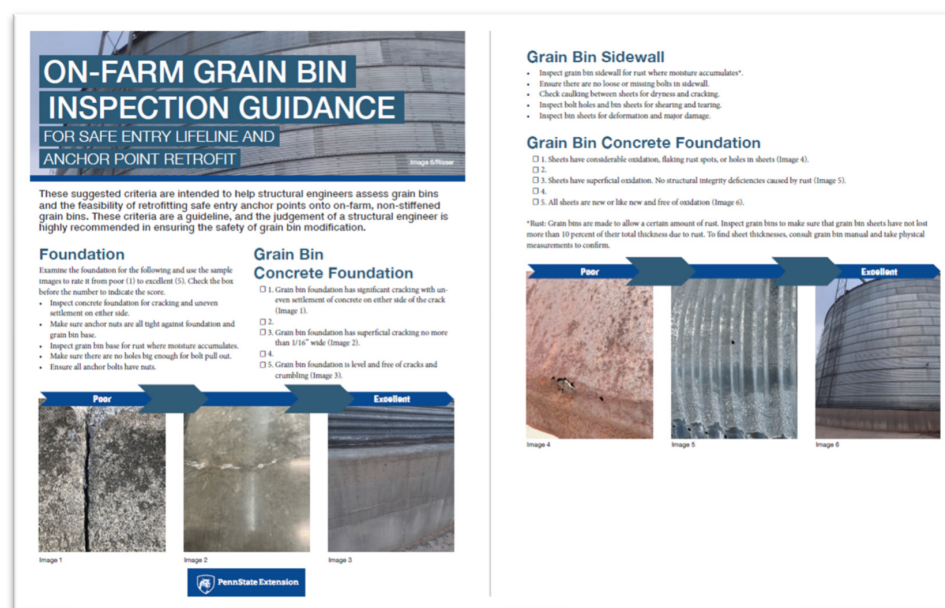 ON-FARM GRAIN BIN
INSPECTION GUIDANCE
FOR SAFE ENTRY LIFELINE AND
ANCHOR POINT RETROFIT
Image 6/Risser
These suggested criteria are intended to help structural engineers assess grain bins
and the feasibility of retrofitting safe entry anchor points onto on-farm, non-stiffened
grain bins. These criteria are a guideline, and the judgement of a structural engineer is
highly recommended in ensuring the safety of grain bin modification.
Foundation
Examine the foundation for the following and use the sample
images to rate it from poor (1) to excellent (5). Check the box
before the number to indicate the score.
• Inspect concrete foundation for cracking and uneven
settlement on either side.
• Make sure anchor nuts are all tight against foundation and
grain bin base.
• Inspect grain bin base for rust where moisture accumulates.
• Make sure there are no holes big enough for bolt pull out.
• Ensure all anchor bolts have nuts.
Grain Bin
Concrete Foundation
☐ 1. Grain bin foundation has significant cracking with un-
even settlement of concrete on either side of the crack
(Image 1).
☐ 2.
☐ 3. Grain bin foundation has superficial cracking no more
than 1/16" wide (Image 2).
☐ 4.
☐ 5. Grain bin foundation is level and free of cracks and
crumbling (Image 3).
Poor
Excellent
Image 1
Image 2
Image 3
PennState Extension
Grain Bin Sidewall
• Inspect grain bin sidewall for rust where moisture accumulates*.
• Ensure there are no loose or missing bolts in sidewall.
• Check caulking between sheets for dryness and cracking.
• Inspect bolt holes and bin sheets for shearing and tearing.
• Inspect bin sheets for deformation and major damage.
Grain Bin Concrete Foundation
☐ 1. Sheets have considerable oxidation, flaking rust spots, or holes in sheets (Image 4).
☐ 2.
☐ 3. Sheets have superficial oxidation. No structural integrity deficiencies caused by rust (Image 5).
☐ 4.
☐ 5. All sheets are new or like new and free of oxidation (Image 6).
*Rust: Grain bins are made to allow a certain amount of rust. Inspect grain bins to make sure that grain bin sheets have not lost
more than 10 percent of their total thickness due to rust. To find sheet thicknesses, consult grain bin manual and take physical
measurements to confirm.
Poor
Excellent
Image 4
Image 5
Image 6